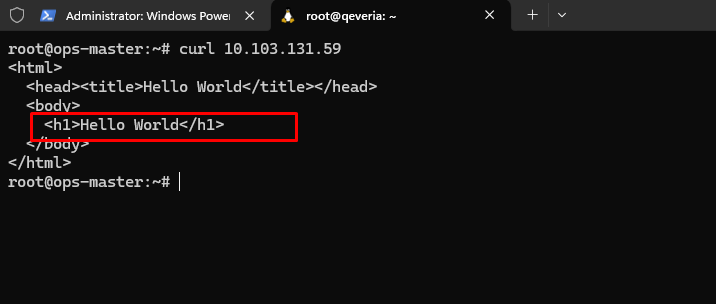 Administrator: Windows Power
root@qeveria: ~
root@ops-master:~# curl 10.103.131.59
<html>
  <head><title>Hello World</title></head>
  <body>
    <h1>Hello World</h1>
  </body>
</html>
root@ops-master:~#